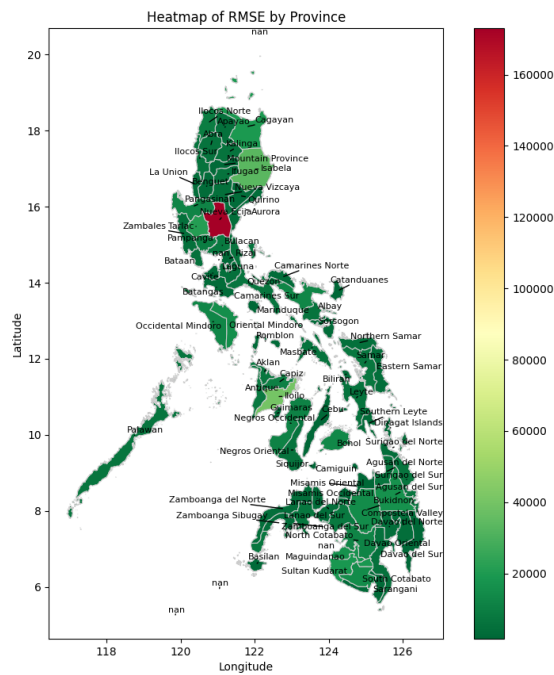 Heatmap of RMSE by Province
nan
Ilocos Norte
Cagayan
Apayao
Abra
Kalinga
Ilocos Sur
Mountain Province
La Union
Ifugao
Isabela
Benguet
Nueva Vizcaya
Pangasinan
Quirino
Nueva Ecija
Aurora
Zambales
Tarlac
Pampanga
Bulacan
Bataan
nan
Rizal
Laguna
Camarines Norte
Cavite
Quezon
Catanduanes
Batangas
Camarines Sur
Albay
Marinduque
Occidental Mindoro
Oriental Mindoro
Sorsogon
Romblon
Northern Samar
Masbate
Samar
Aklan
Eastern Samar
Capiz
Biliran
Antique
Iloilo
Leyte
Guimaras
Cebu
Southern Leyte
Negros Occidental
Dinagat Islands
Palawan
Bohol
Surigao del Norte
Negros Oriental
Siquijor
Camiguin
Agusan del Norte
Surigao del Sur
Misamis Oriental
Agusan del Sur
Misamis Occidental
Zamboanga del Norte
Lanao del Norte
Bukidnon
Zamboanga Sibugay
Lanao del Sur
Compostela Valley
Zamboanga del Sur
Davao del Norte
North Cotabato
nan
Davao Oriental
Basilan
Maguindanao
Davao del Sur
Sultan Kudarat
South Cotabato
Sarangani
nan
nan
20
18
16
14
12
10
8
6
Latitude
118
120
122
124
126
Longitude
160000
140000
120000
100000
80000
60000
40000
20000